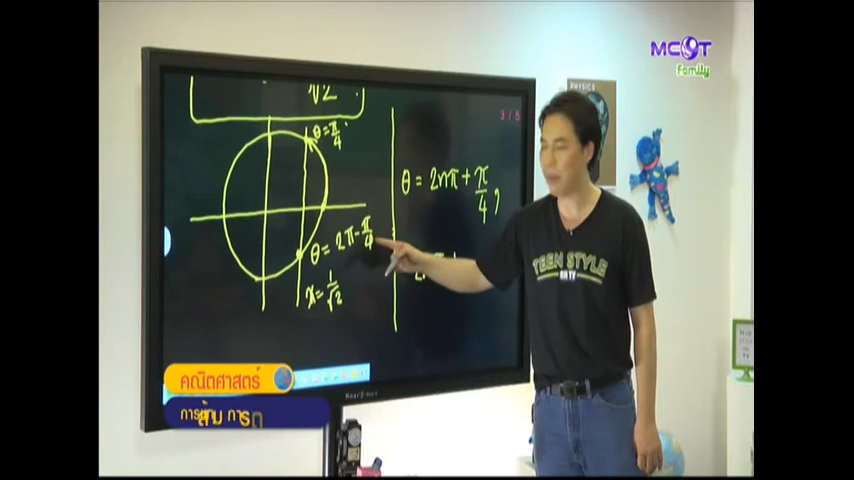 MCOT
family
PHYSICS
3 / 5
√2
θ = π/4
θ = 2nπ + π/4 ,
θ = 2π - π/4
x = 1/√2
TEEN STYLE
คณิตศาสตร์